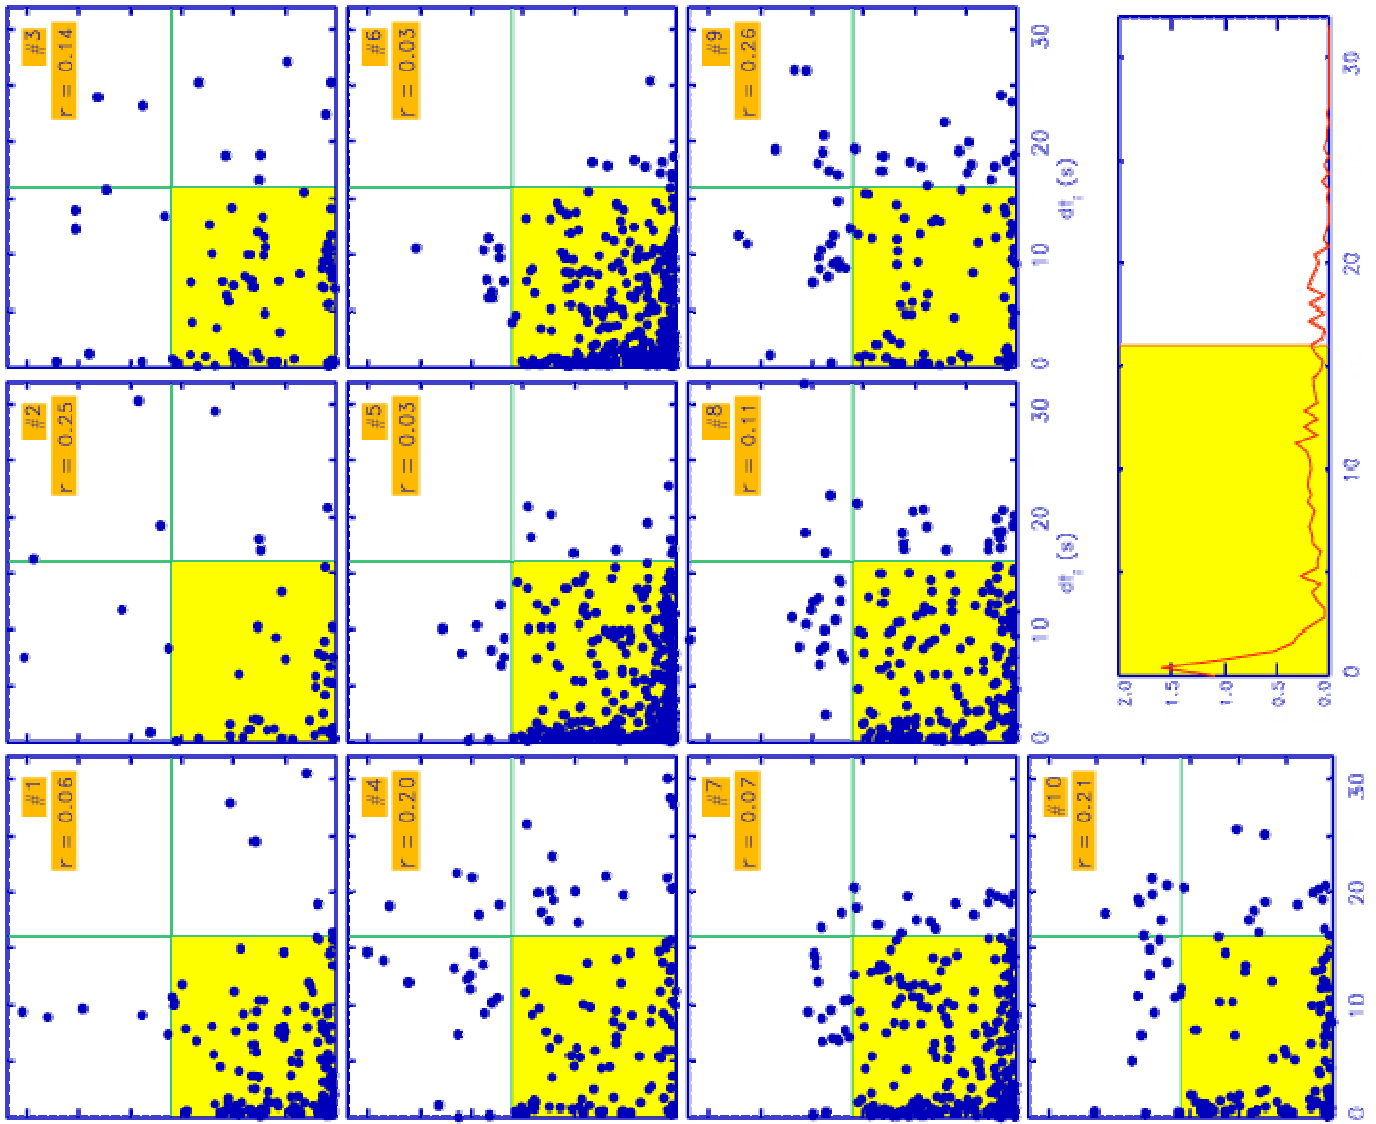 #1
r = 0.06
#2
r = 0.25
#3
r = 0.14
#4
r = 0.20
#5
r = 0.03
#6
r = 0.03
#7
r = 0.07
#8
r = 0.11
0 10 20 30
dt_i (s)
#9
r = 0.26
0 10 20 30
dt_i (s)
#10
r = 0.21
0 10 20 30
2.0
1.5
1.0
0.5
0.0
0 10 20 30